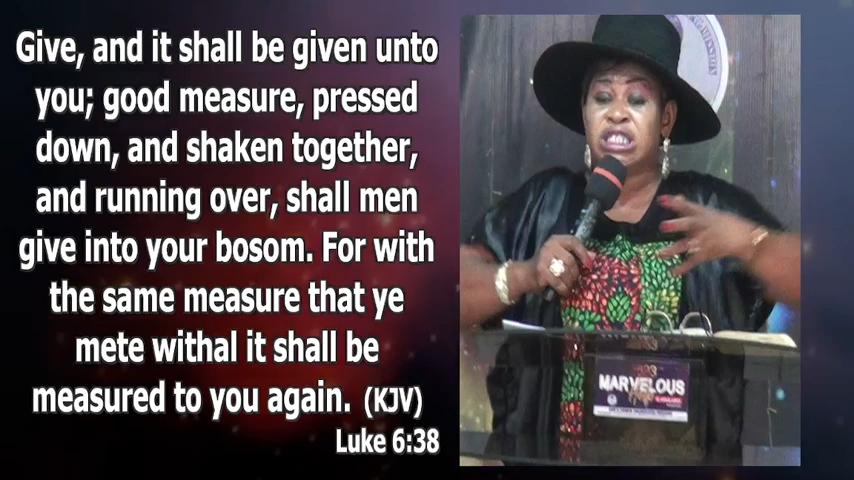 Give, and it shall be given unto
you; good measure, pressed
down, and shaken together,
and running over, shall men
give into your bosom. For with
the same measure that ye
mete withal it shall be
measured to you again. (KJV)
Luke 6:38
MARVELOUS